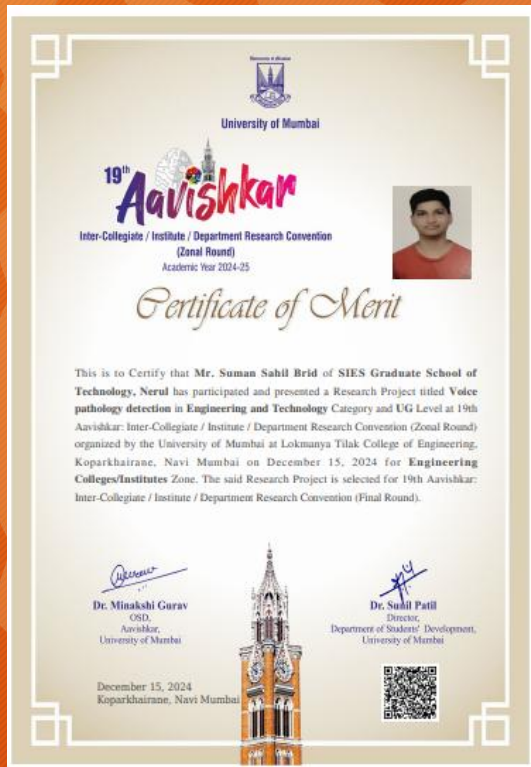 University of Mumbai
19th
Aavishkar
Inter-Collegiate / Institute / Department Research Convention
(Zonal Round)
Academic Year 2024-25
Certificate of Merit
This is to Certify that Mr. Suman Sahil Brid of SIES Graduate School of
Technology, Nerul has participated and presented a Research Project titled Voice
pathology detection in Engineering and Technology Category and UG Level at 19th
Aavishkar: Inter-Collegiate / Institute / Department Research Convention (Zonal Round)
organized by the University of Mumbai at Lokmanya Tilak College of Engineering,
Koparkhairane, Navi Mumbai on December 15, 2024 for Engineering
Colleges/Institutes Zone. The said Research Project is selected for 19th Aavishkar:
Inter-Collegiate / Institute / Department Research Convention (Final Round).
Dr. Minakshi Gurav
OSD,
Aavishkar,
University of Mumbai
Dr. Sunil Patil
Director,
Department of Students' Development,
University of Mumbai
December 15, 2024
Koparkhairane, Navi Mumbai